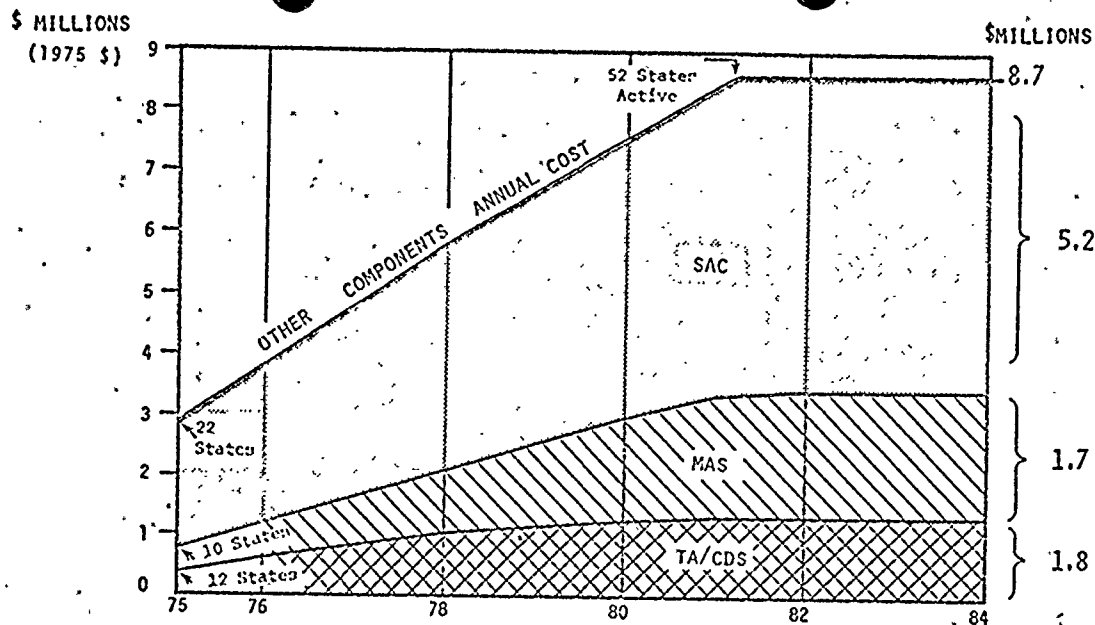 $ MILLIONS
(1975 $)
$MILLIONS
9
8
7
6
5
4
3
2
1
0
52 States
Active
8.7
OTHER COMPONENTS ANNUAL COST
SAC
5.2
22
States
MAS
1.7
10 States
TA/CDS
1.8
12 States
75 76 78 80 82 84